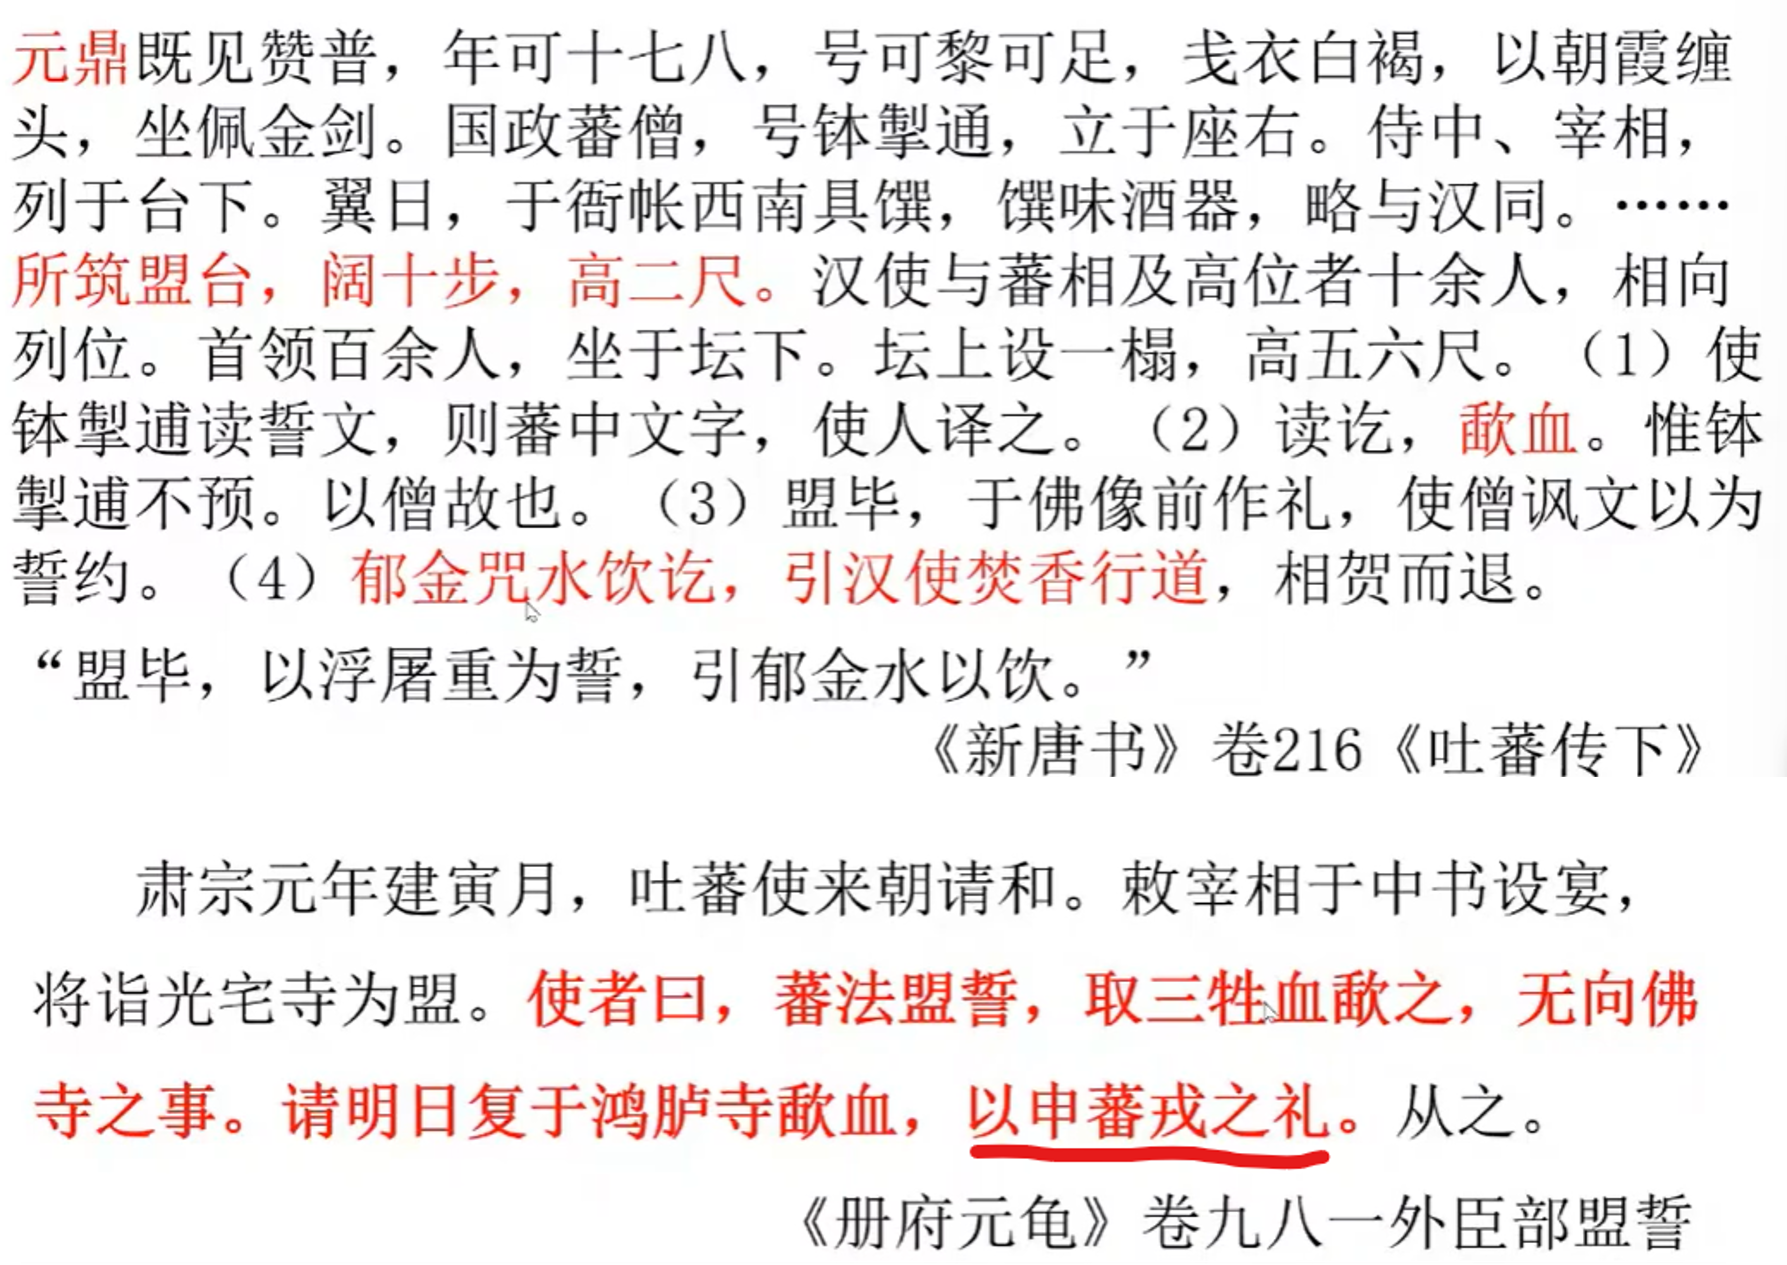 元鼎既见赞普，年可十七八，号可黎可足，戋衣白褐，以朝霞缠
头，坐佩金剑。国政蕃僧，号钵掣通，立于座右。侍中、宰相，
列于台下。翼日，于衙帐西南具馔，馔味酒器，略与汉同。……
所筑盟台，阔十步，高二尺。汉使与蕃相及高位者十余人，相向
列位。首领百余人，坐于坛下。坛上设一榻，高五六尺。（1）使
钵掣逋读誓文，则蕃中文字，使人译之。（2）读讫，歃血。惟钵
掣逋不预。以僧故也。（3）盟毕，于佛像前作礼，使僧讽文以为
誓约。（4）郁金咒水饮讫，引汉使焚香行道，相贺而退。
“盟毕，以浮屠重为誓，引郁金水以饮。”
《新唐书》卷216《吐蕃传下》
肃宗元年建寅月，吐蕃使来朝请和。敕宰相于中书设宴，
将诣光宅寺为盟。使者曰，蕃法盟誓，取三牲血歃之，无向佛
寺之事。请明日复于鸿胪寺歃血，以申蕃戎之礼。从之。
《册府元龟》卷九八一外臣部盟誓